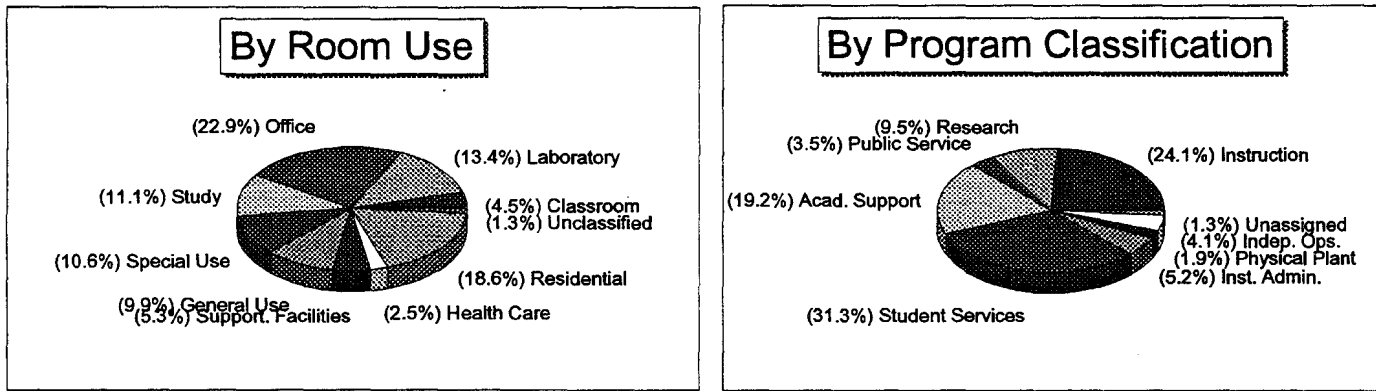 By Room Use
(22.9%) Office
(13.4%) Laboratory
(11.1%) Study
(4.5%) Classroom
(1.3%) Unclassified
(10.6%) Special Use
(18.6%) Residential
(9.9%) General Use
(5.3%) Support. Facilities
(2.5%) Health Care
By Program Classification
(9.5%) Research
(3.5%) Public Service
(24.1%) Instruction
(19.2%) Acad. Support
(1.3%) Unassigned
(4.1%) Indep. Ops.
(1.9%) Physical Plant
(5.2%) Inst. Admin.
(31.3%) Student Services